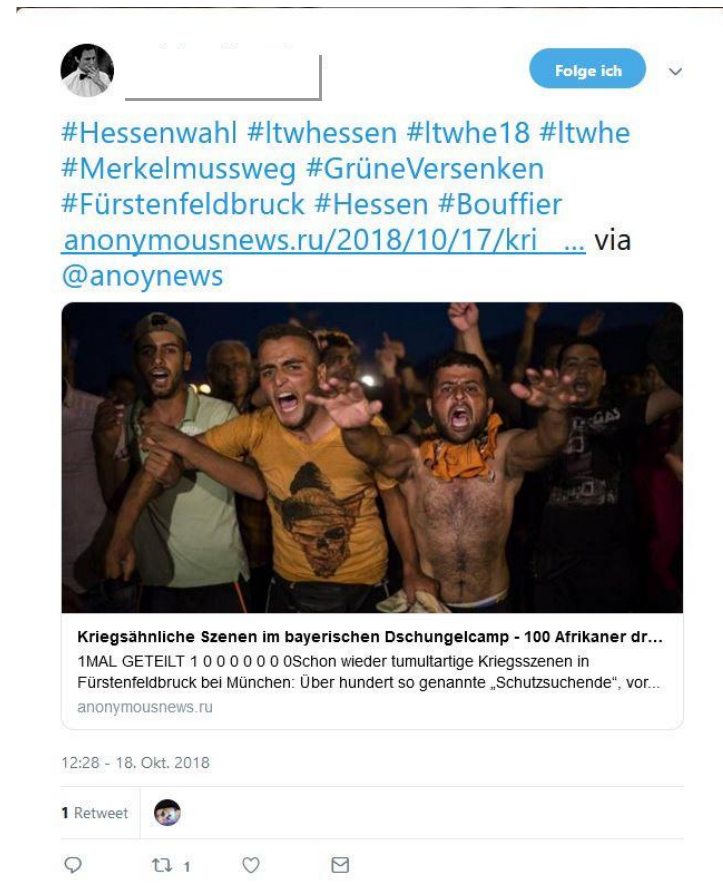 Folge ich
#Hessenwahl #ltwhessen #ltwhe18 #ltwhe
#Merkelmussweg #GrüneVersenken
#Fürstenfeldbruck #Hessen #Bouffier
anonymousnews.ru/2018/10/17/kri ... via
@anoynews
Kriegsähnliche Szenen im bayerischen Dschungelcamp - 100 Afrikaner dr...
1MAL GETEILT 1 0 0 0 0 0 0 0Schon wieder tumultartige Kriegsszenen in
Fürstenfeldbruck bei München: Über hundert so genannte „Schutzsuchende“, vor...
anonymousnews.ru
12:28 - 18. Okt. 2018
1 Retweet
1